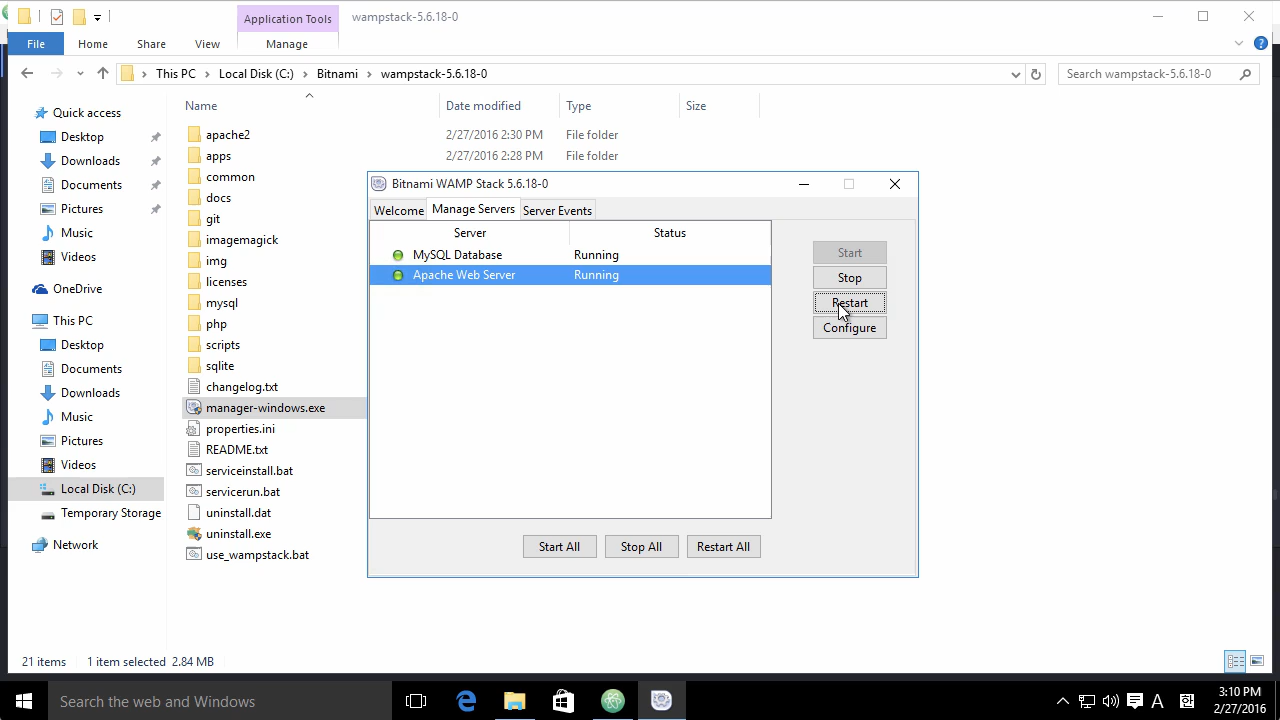 Application Tools
wampstack-5.6.18-0
File
Home
Share
View
Manage
This PC
Local Disk (C:)
Bitnami
wampstack-5.6.18-0
Search wampstack-5.6.18-0
Quick access
Desktop
Downloads
Documents
Pictures
Music
Videos
OneDrive
This PC
Desktop
Documents
Downloads
Music
Pictures
Videos
Local Disk (C:)
Temporary Storage
Network
Name
Date modified
Type
Size
apache2
2/27/2016 2:30 PM
File folder
apps
2/27/2016 2:28 PM
File folder
common
docs
git
imagemagick
img
licenses
mysql
php
scripts
sqlite
changelog.txt
manager-windows.exe
properties.ini
README.txt
serviceinstall.bat
servicerun.bat
uninstall.dat
uninstall.exe
use_wampstack.bat
Bitnami WAMP Stack 5.6.18-0
Welcome
Manage Servers
Server Events
Server
Status
MySQL Database
Running
Apache Web Server
Running
Start
Stop
Restart
Configure
Start All
Stop All
Restart All
21 items
1 item selected 2.84 MB
Search the web and Windows
A
한
3:10 PM
2/27/2016